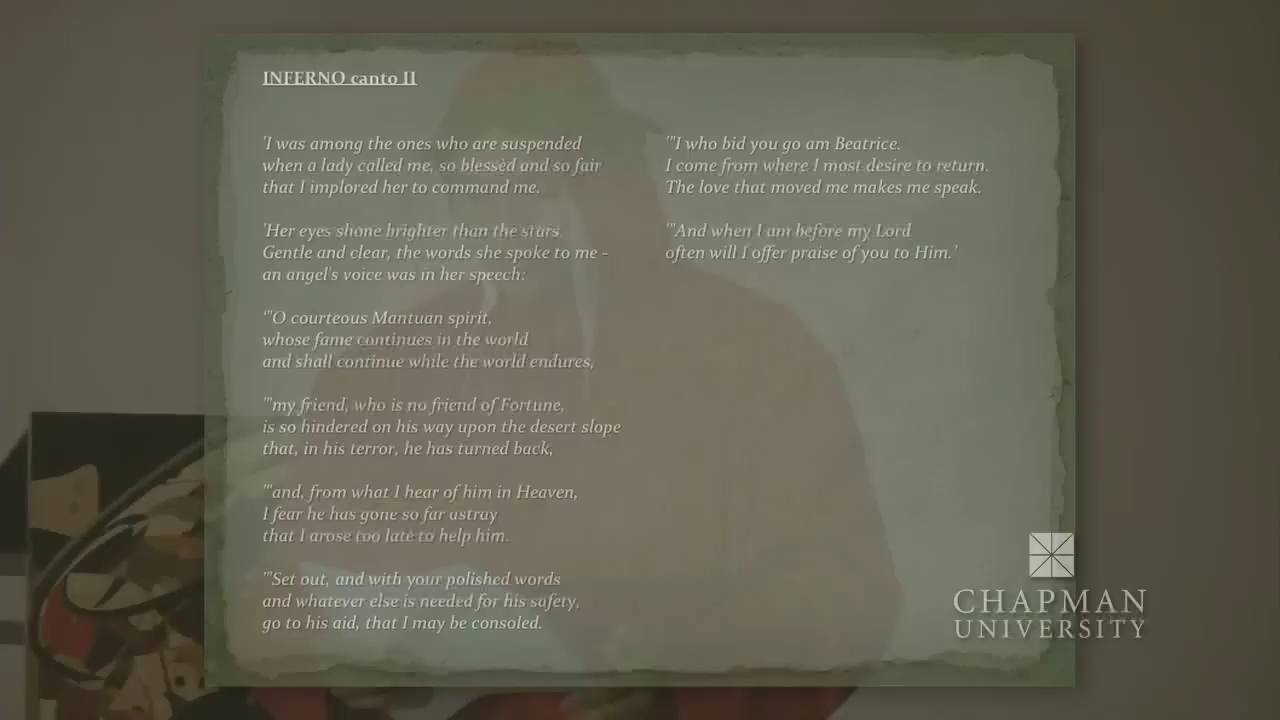 INFERNO canto II
'I was among the ones who are suspended
when a lady called me, so blessèd and so fair
that I implored her to command me.
'Her eyes shone brighter than the stars.
Gentle and clear, the words she spoke to me –
an angel's voice was in her speech:
'"O courteous Mantuan spirit,
whose fame continues in the world
and shall continue while the world endures,
'"my friend, who is no friend of Fortune,
is so hindered on his way upon the desert slope
that, in his terror, he has turned back,
'"and, from what I hear of him in Heaven,
I fear he has gone so far astray
that I arose too late to help him.
'"Set out, and with your polished words
and whatever else is needed for his safety,
go to his aid, that I may be consoled.
'"I who bid you go am Beatrice.
I come from where I most desire to return.
The love that moved me makes me speak.
'"And when I am before my Lord
often will I offer praise of you to Him.'
CHAPMAN
UNIVERSITY